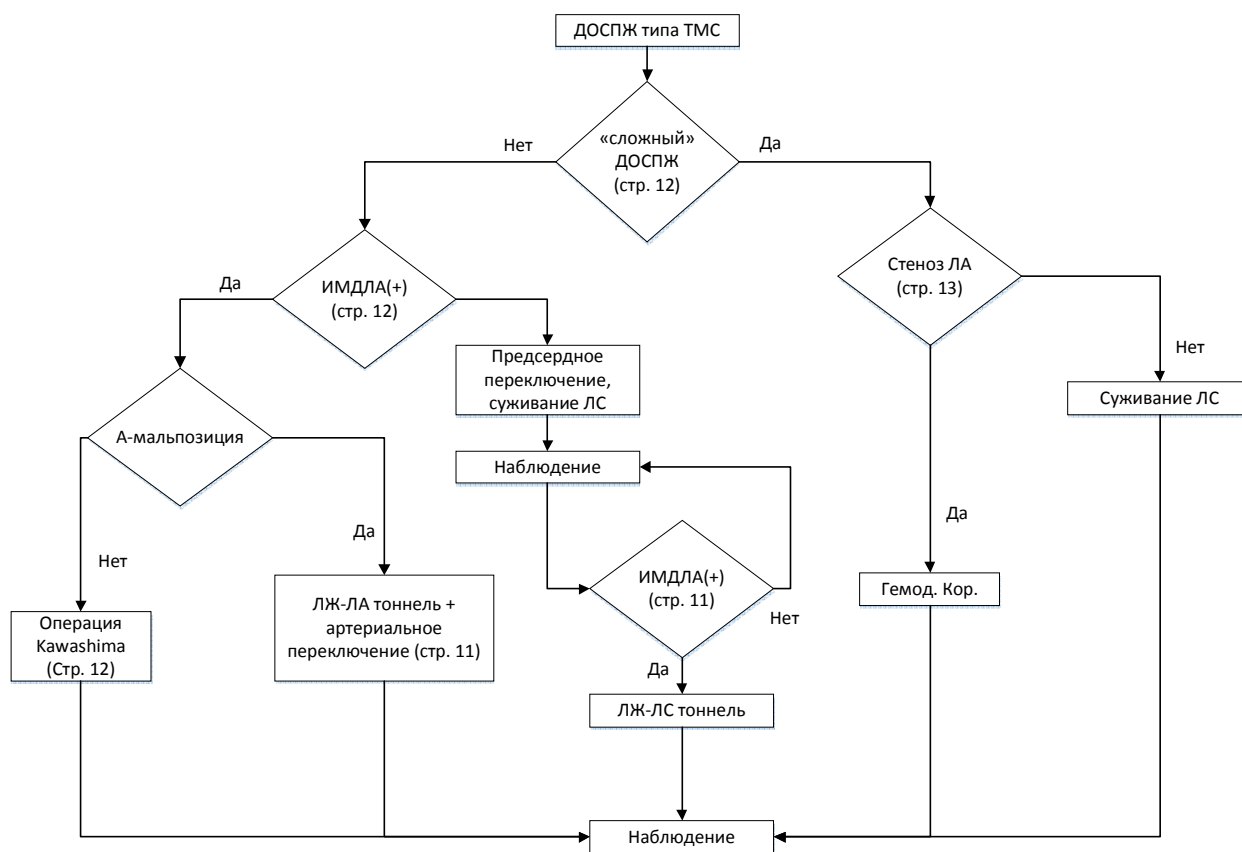 ДОСПЖ типа ТМС
«сложный»
ДОСПЖ
(стр. 12)
Нет
Да
ИМДЛА(+)
(стр. 12)
Да
Стеноз ЛА
(стр. 13)
Нет
Предсердное
переключение,
суживание ЛС
Суживание ЛС
А-мальпозиция
Наблюдение
Нет
Да
Да
ИМДЛА(+)
(стр. 11)
Нет
Да
Гемод. Кор.
Операция
Kawashima
(Стр. 12)
ЛЖ-ЛА тоннель +
артериальное
переключение (стр. 11)
ЛЖ-ЛС тоннель
Наблюдение